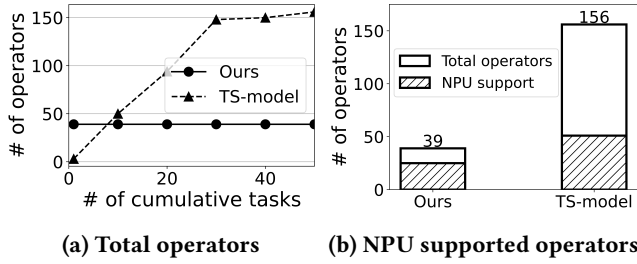 # of operators
150
100
50
0
Ours
TS-model
0
20
40
# of cumulative tasks
(a) Total operators
# of operators
150
100
50
0
Total operators
NPU support
39
156
Ours
TS-model
(b) NPU supported operators